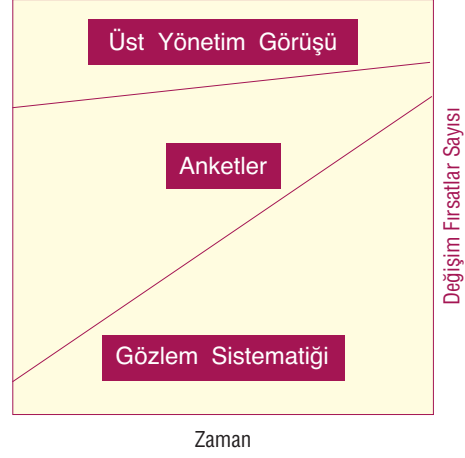 Üst Yönetim Görüşü
Anketler
Gözlem Sistematiği
Değişim Fırsatlar Sayısı
Zaman